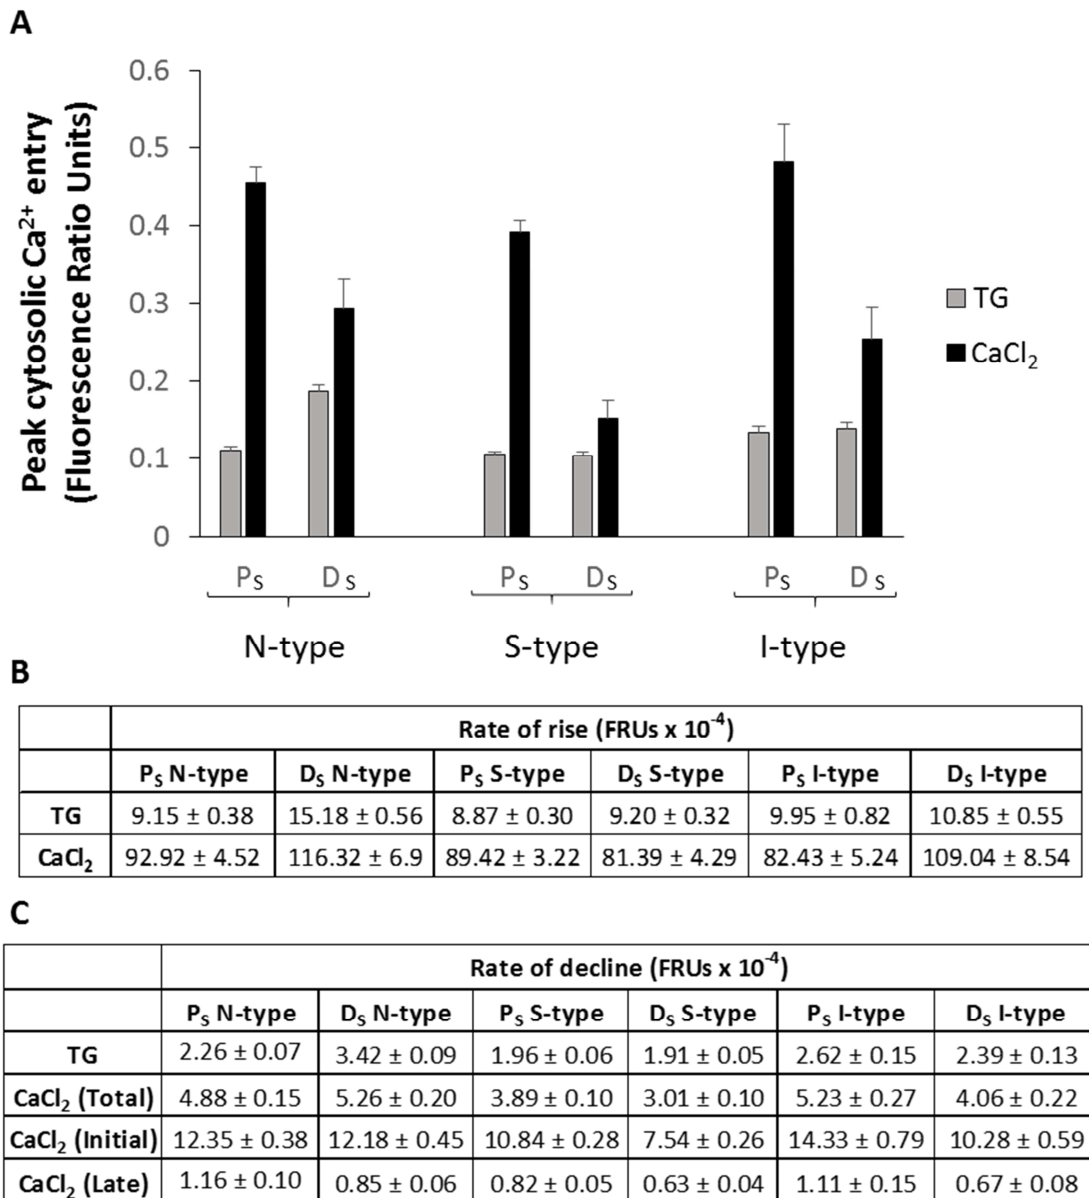 A
Peak cytosolic Ca²⁺ entry
(Fluorescence Ratio Units)
0.6
0.5
0.4
0.3
0.2
0.1
0
TG
CaCl₂
Pₛ Dₛ Pₛ Dₛ Pₛ Dₛ
N-type S-type I-type
B
Rate of rise (FRUs x 10⁻⁴)
Pₛ N-type Dₛ N-type Pₛ S-type Dₛ S-type Pₛ I-type Dₛ I-type
TG 9.15 ± 0.38 15.18 ± 0.56 8.87 ± 0.30 9.20 ± 0.32 9.95 ± 0.82 10.85 ± 0.55
CaCl₂ 92.92 ± 4.52 116.32 ± 6.9 89.42 ± 3.22 81.39 ± 4.29 82.43 ± 5.24 109.04 ± 8.54
C
Rate of decline (FRUs x 10⁻⁴)
Pₛ N-type Dₛ N-type Pₛ S-type Dₛ S-type Pₛ I-type Dₛ I-type
TG 2.26 ± 0.07 3.42 ± 0.09 1.96 ± 0.06 1.91 ± 0.05 2.62 ± 0.15 2.39 ± 0.13
CaCl₂ (Total) 4.88 ± 0.15 5.26 ± 0.20 3.89 ± 0.10 3.01 ± 0.10 5.23 ± 0.27 4.06 ± 0.22
CaCl₂ (Initial) 12.35 ± 0.38 12.18 ± 0.45 10.84 ± 0.28 7.54 ± 0.26 14.33 ± 0.79 10.28 ± 0.59
CaCl₂ (Late) 1.16 ± 0.10 0.85 ± 0.06 0.82 ± 0.05 0.63 ± 0.04 1.11 ± 0.15 0.67 ± 0.08